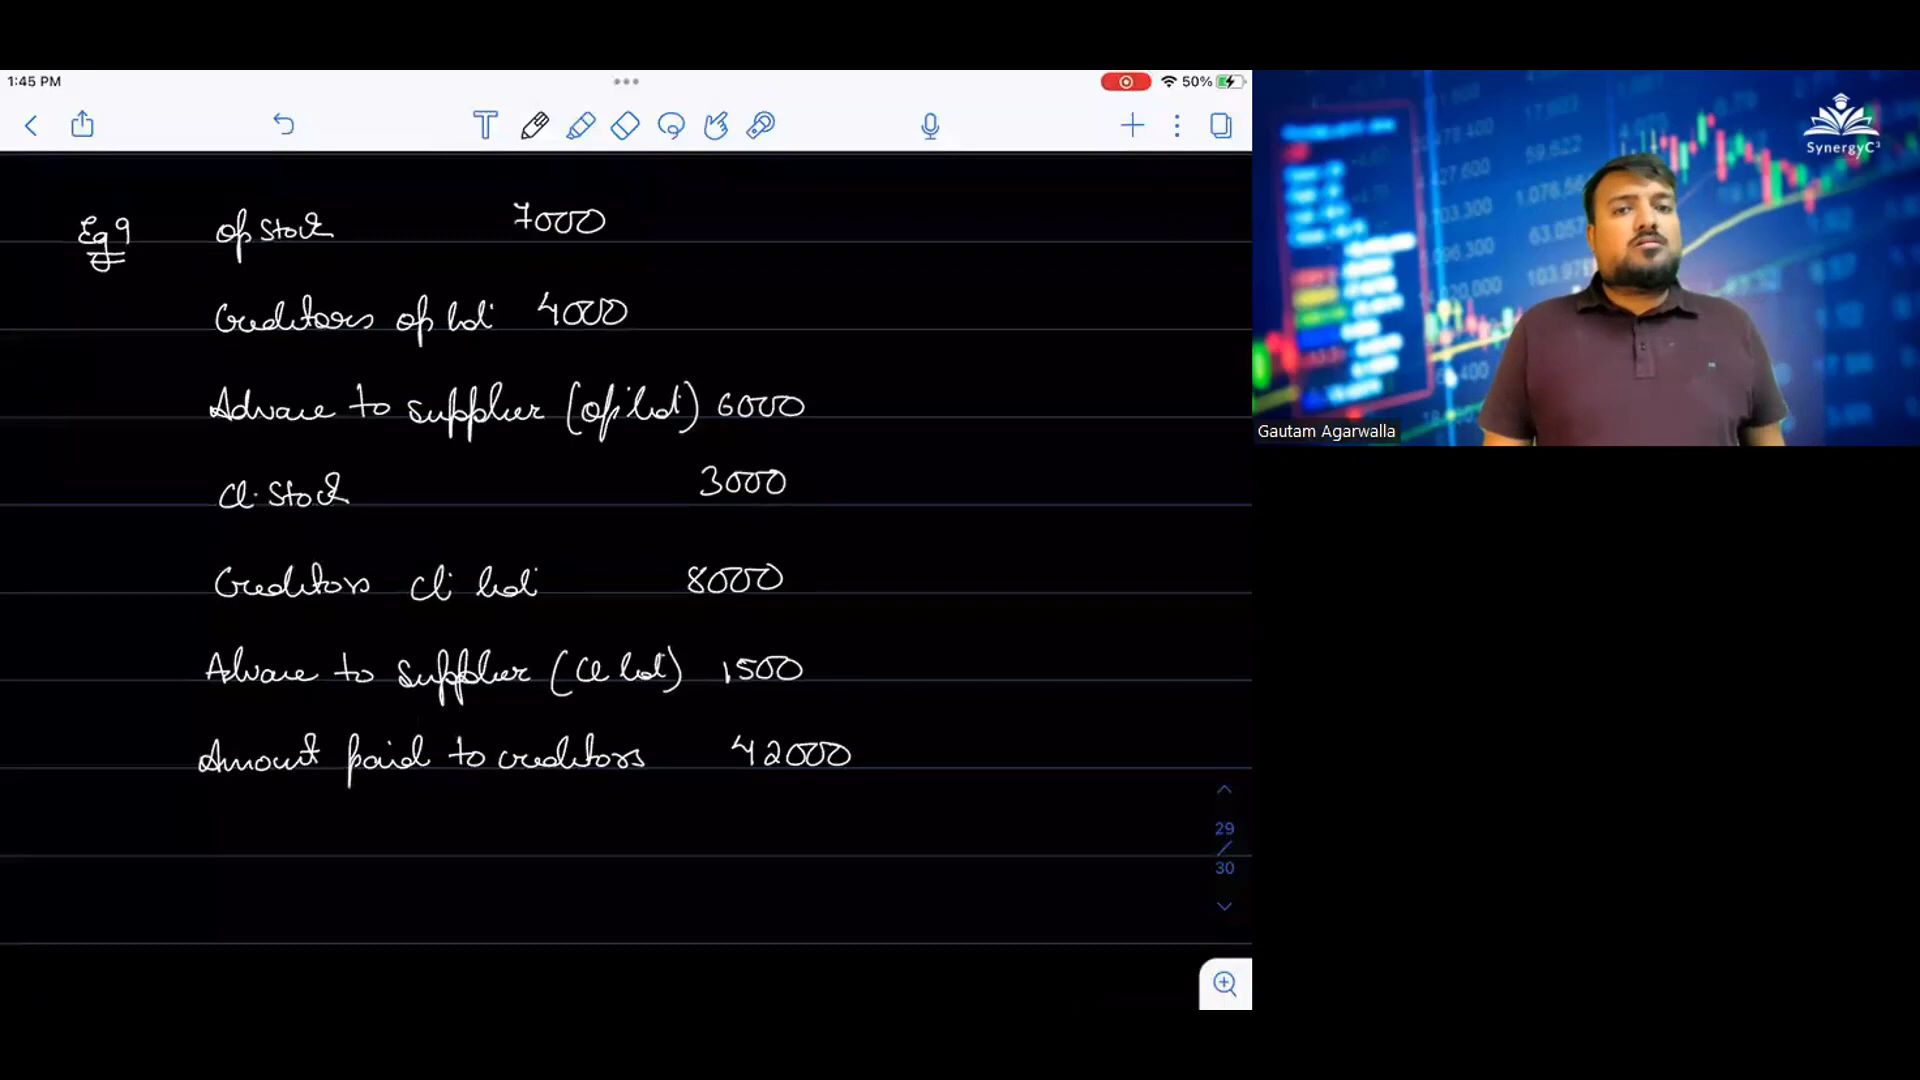 1:45 PM
50%
SynergyC³
Eg 9 op stock 7000
Creditors op bal 4000
Advance to supplier (op bal) 6000
Cl. Stock 3000
Creditors cl bal 8000
Advance to supplier (cl bal) 1500
Amount paid to creditors 42000
Gautam Agarwalla
29
/
30